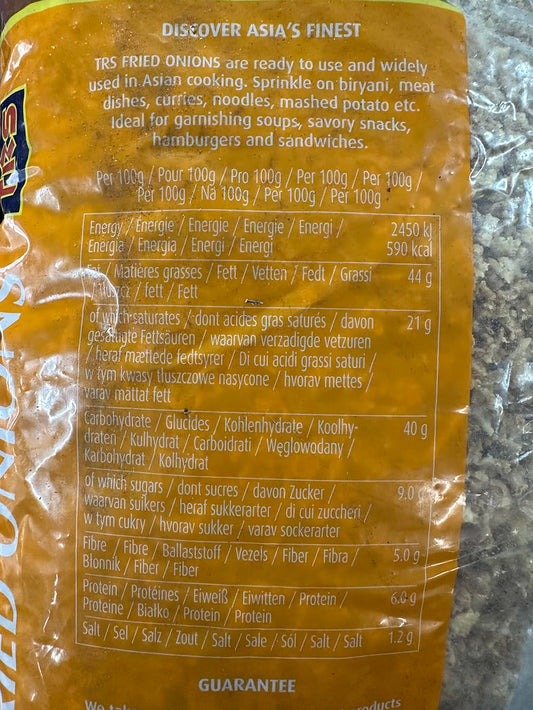 DISCOVER ASIA'S FINEST
TRS FRIED ONIONS are ready to use and widely
used in Asian cooking. Sprinkle on biryani, meat
dishes, curries, noodles, mashed potato etc.
Ideal for garnishing soups, savory snacks,
hamburgers and sandwiches.
TRS
Per 100g / Pour 100g / Pro 100g / Per 100g / Per 100g /
Per 100g / Na 100g / Per 100g / Per 100g
Energy / Énergie / Energie / Energie / Energi / 2450 kJ
Energia / Energia / Energi / Energi 590 kcal
Fat / Matières grasses / Fett / Vetten / Fedt / Grassi 44 g
/ Tłuszcz / fett / Fett
of which saturates / dont acides gras saturés / davon 21 g
gesättigte Fettsäuren / waarvan verzadigde vetzuren
/ heraf mættede fedtsyrer / Di cui acidi grassi saturi /
w tym kwasy tłuszczowe nasycone / hvorav mettes /
varav mättat fett
Carbohydrate / Glucides / Kohlenhydrate / Koolhy- 40 g
draten / Kulhydrat / Carboidrati / Węglowodany /
Karbohydrat / Kolhydrat
of which sugars / dont sucres / davon Zucker / 9.0 g
waarvan suikers / heraf sukkerarter / di cui zuccheri /
w tym cukry / hvorav sukker / varav sockerarter
Fibre / Fibre / Ballaststoff / Vezels / Fiber / Fibra / 5.0 g
Błonnik / Fiber / Fiber
Protein / Protéines / Eiweiß / Eiwitten / Protein / 6.0 g
Proteine / Białko / Protein / Protein
Salt / Sel / Salz / Zout / Salt / Sale / Sól / Salt / Salt 1.2 g
GUARANTEE
We products
ONIONS